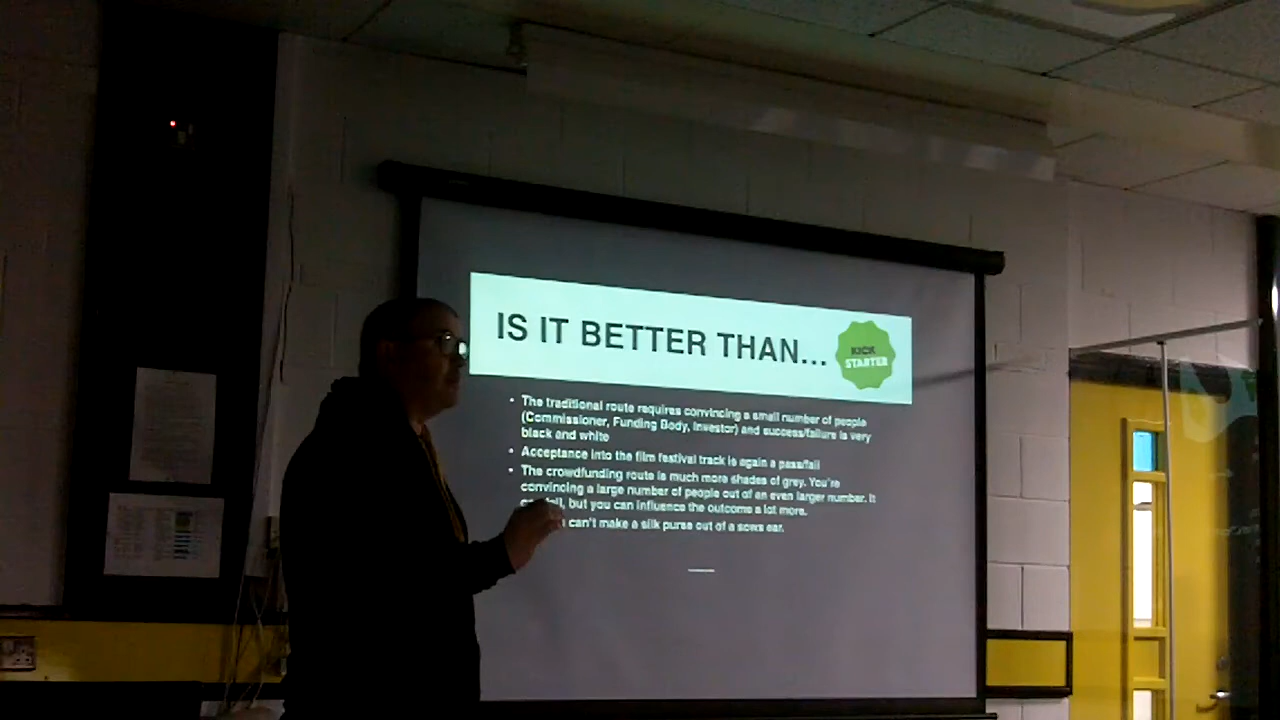 IS IT BETTER THAN...
KICK
STARTER
• The traditional route requires convincing a small number of people
(Commissioner, Funding Body, Investor) and success/failure is very
black and white
• Acceptance into the film festival track is again a pass/fail
• The crowdfunding route is much more shades of grey. You're
convincing a large number of people out of an even larger number. It
fail, but you can influence the outcome a lot more.
can't make a silk purse out of a sows ear.